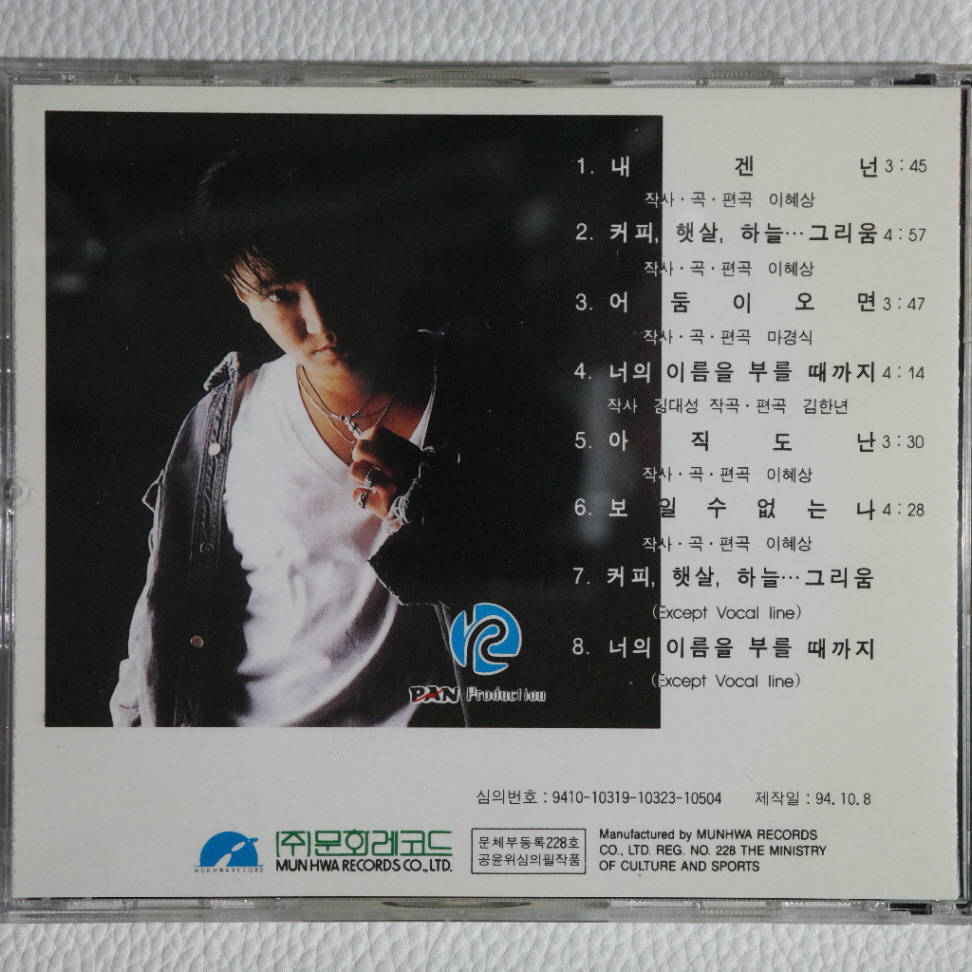 1. 내 겐 넌 3:45
작사·곡·편곡 이혜상
2. 커피, 햇살, 하늘…그리움 4:57
작사·곡·편곡 이혜상
3. 어 둠 이 오 면 3:47
작사·곡·편곡 마경식
4. 너의 이름을 부를 때까지 4:14
작사 김대성 작곡·편곡 김한년
5. 아 직 도 난 3:30
작사·곡·편곡 이혜상
6. 보 일 수 없 는 나 4:28
작사·곡·편곡 이혜상
7. 커피, 햇살, 하늘…그리움
(Except Vocal line)
8. 너의 이름을 부를 때까지
(Except Vocal line)
PAN Production
심의번호 : 9410-10319-10323-10504 제작일 : 94. 10. 8
MUNHWA RECORD
(주)문화레코드
MUN HWA RECORDS CO., LTD.
문체부등록228호
공윤위심의필작품
Manufactured by MUNHWA RECORDS
CO., LTD. REG. NO. 228 THE MINISTRY
OF CULTURE AND SPORTS